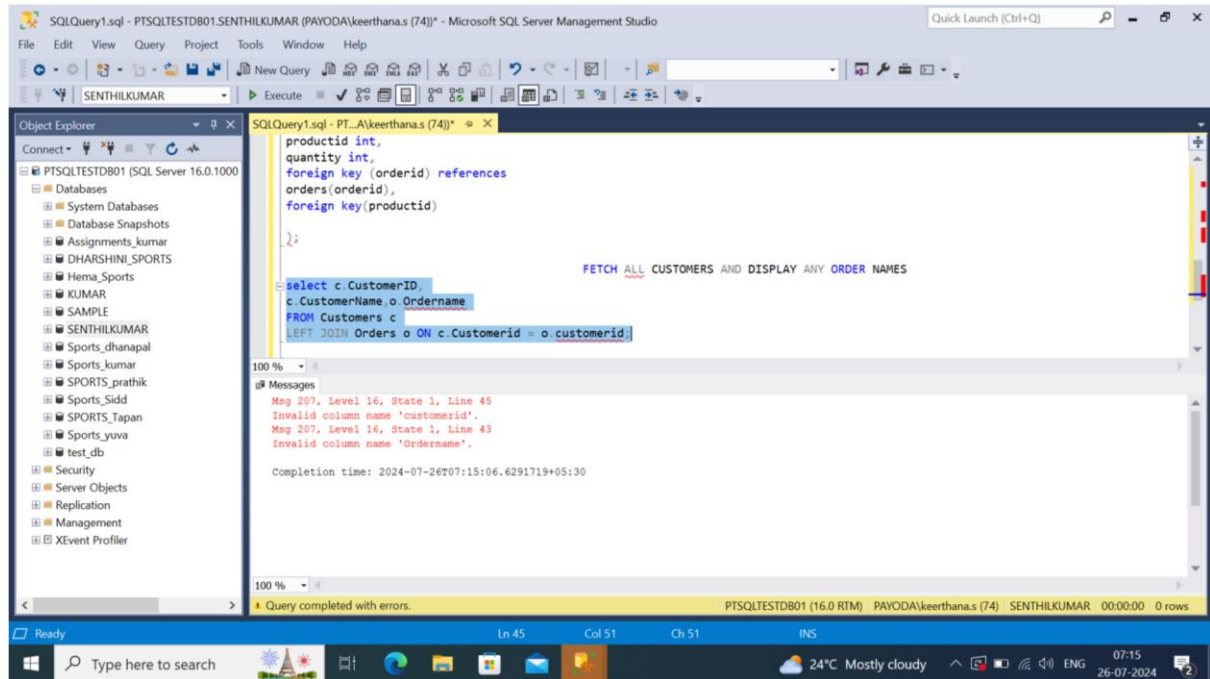 SQLQuery1.sql - PTSQLTESTDB01.SENTHILKUMAR (PAYODA\keerthana.s (74))* - Microsoft SQL Server Management Studio
Quick Launch (Ctrl+Q)
File Edit View Query Project Tools Window Help
New Query
SENTHILKUMAR
Execute
Object Explorer
SQLQuery1.sql - PT...A\keerthana.s (74))*
Connect
PTSQLTESTDB01 (SQL Server 16.0.1000
Databases
System Databases
Database Snapshots
Assignments_kumar
DHARSHINI_SPORTS
Hema_Sports
KUMAR
SAMPLE
SENTHILKUMAR
Sports_dhanapal
Sports_kumar
SPORTS_prathik
Sports_Sidd
SPORTS_Tapan
Sports_yuva
test_db
Security
Server Objects
Replication
Management
XEvent Profiler
productid int,
quantity int,
foreign key (orderid) references
orders(orderid),
foreign key(productid)
);
FETCH ALL CUSTOMERS AND DISPLAY ANY ORDER NAMES
select c.CustomerID,
c.CustomerName,o.Ordername
FROM Customers c
LEFT JOIN Orders o ON c.Customerid = o.customerid;
100 %
Messages
Msg 207, Level 16, State 1, Line 45
Invalid column name 'customerid'.
Msg 207, Level 16, State 1, Line 43
Invalid column name 'Ordername'.
Completion time: 2024-07-26T07:15:06.6291719+05:30
100 %
Query completed with errors.
PTSQLTESTDB01 (16.0 RTM) PAYODA\keerthana.s (74) SENTHILKUMAR 00:00:00 0 rows
Ready Ln 45 Col 51 Ch 51 INS
Type here to search
24°C Mostly cloudy ENG 07:15
26-07-2024
2